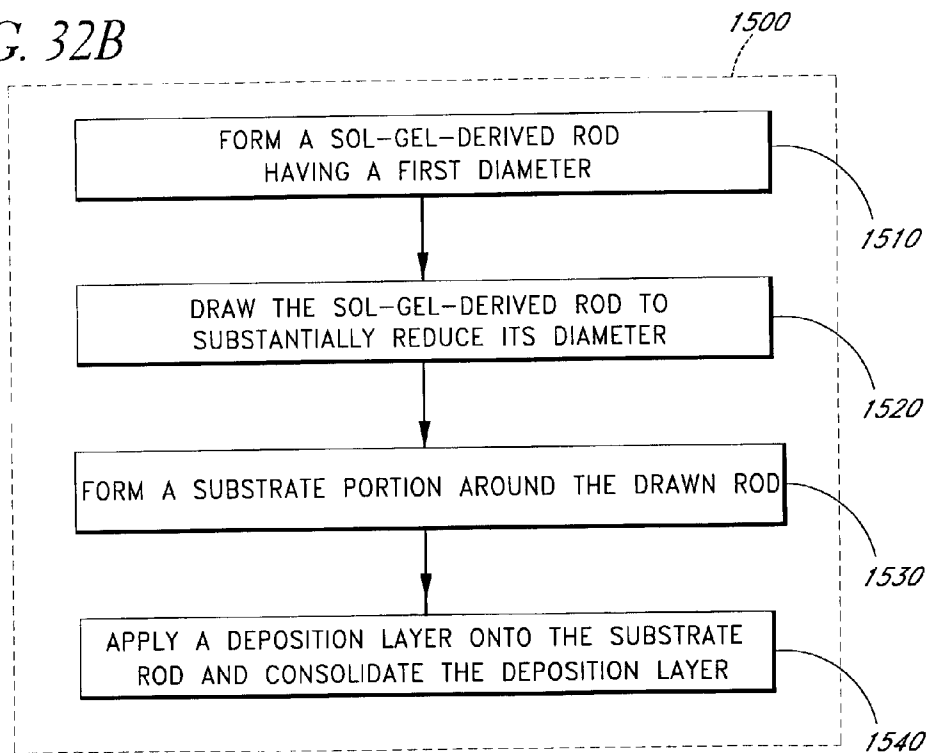 G. 32B
1500
FORM A SOL-GEL-DERIVED ROD
HAVING A FIRST DIAMETER
1510
DRAW THE SOL-GEL-DERIVED ROD TO
SUBSTANTIALLY REDUCE ITS DIAMETER
1520
FORM A SUBSTRATE PORTION AROUND THE DRAWN ROD
1530
APPLY A DEPOSITION LAYER ONTO THE SUBSTRATE
ROD AND CONSOLIDATE THE DEPOSITION LAYER
1540